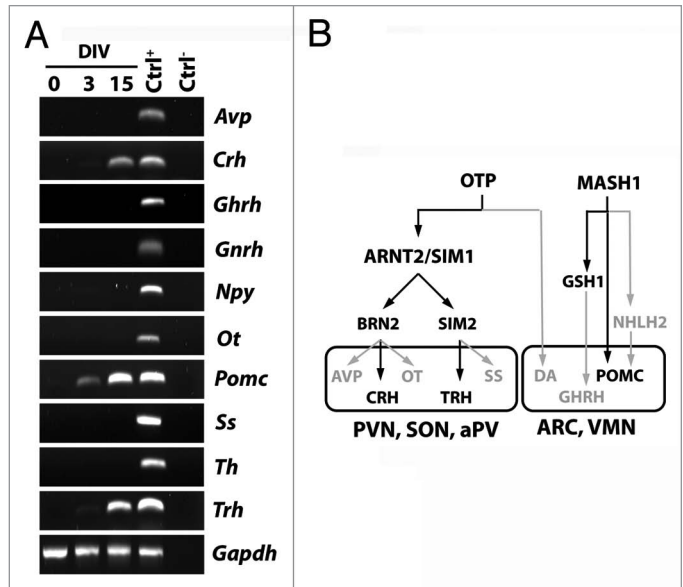 A
DIV
0 3 15 Ctrl+ Ctrl-
Avp
Crh
Ghrh
Gnrh
Npy
Ot
Pomc
Ss
Th
Trh
Gapdh
B
OTP MASH1
ARNT2/SIM1
GSH1
BRN2 SIM2 NHLH2
AVP OT SS DA POMC
CRH TRH GHRH
PVN, SON, aPV ARC, VMN